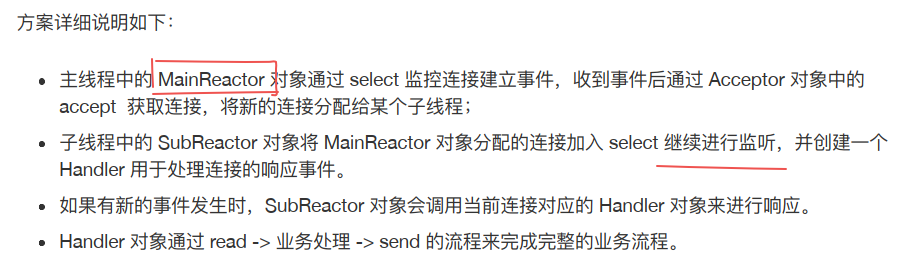 方案详细说明如下：
主线程中的 MainReactor 对象通过 select 监控连接建立事件，收到事件后通过 Acceptor 对象中的
accept 获取连接，将新的连接分配给某个子线程；
子线程中的 SubReactor 对象将 MainReactor 对象分配的连接加入 select 继续进行监听，并创建一个
Handler 用于处理连接的响应事件。
如果有新的事件发生时，SubReactor 对象会调用当前连接对应的 Handler 对象来进行响应。
Handler 对象通过 read -> 业务处理 -> send 的流程来完成完整的业务流程。